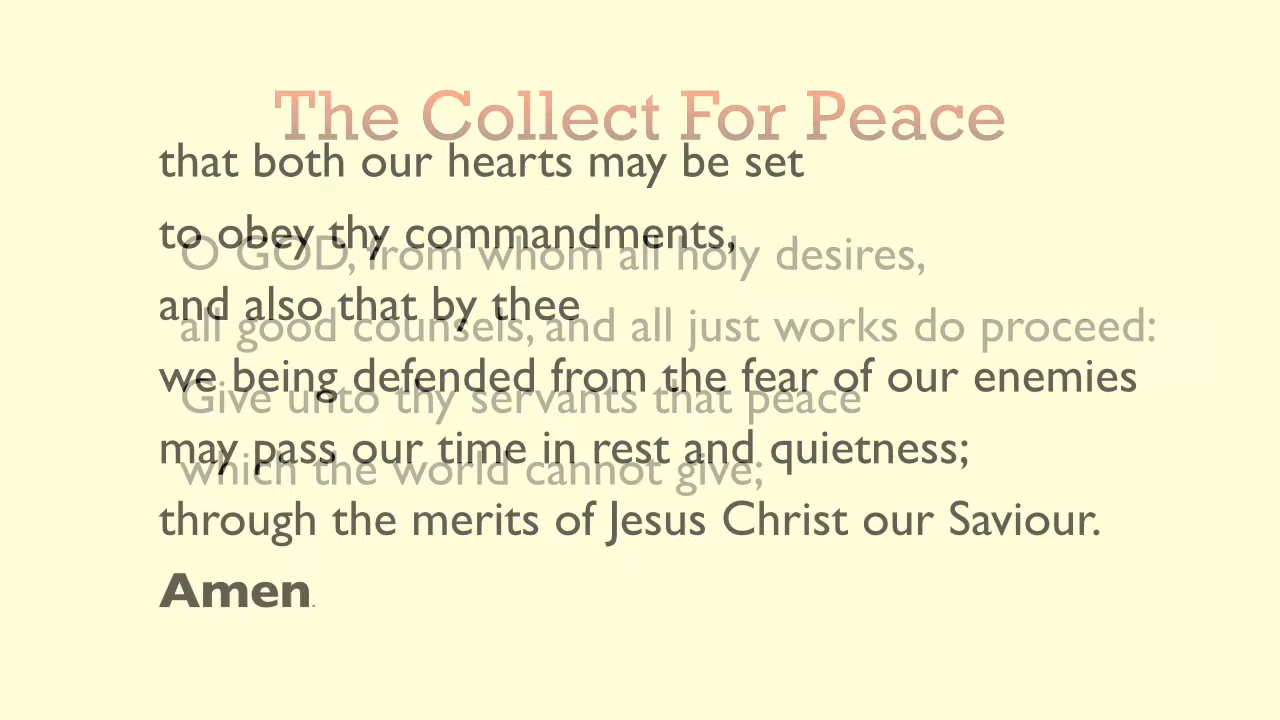 The Collect For Peace
O GOD, from whom all holy desires,
all good counsels, and all just works do proceed:
Give unto thy servants that peace
which the world cannot give;
that both our hearts may be set
to obey thy commandments,
and also that by thee
we being defended from the fear of our enemies
may pass our time in rest and quietness;
through the merits of Jesus Christ our Saviour.
Amen.